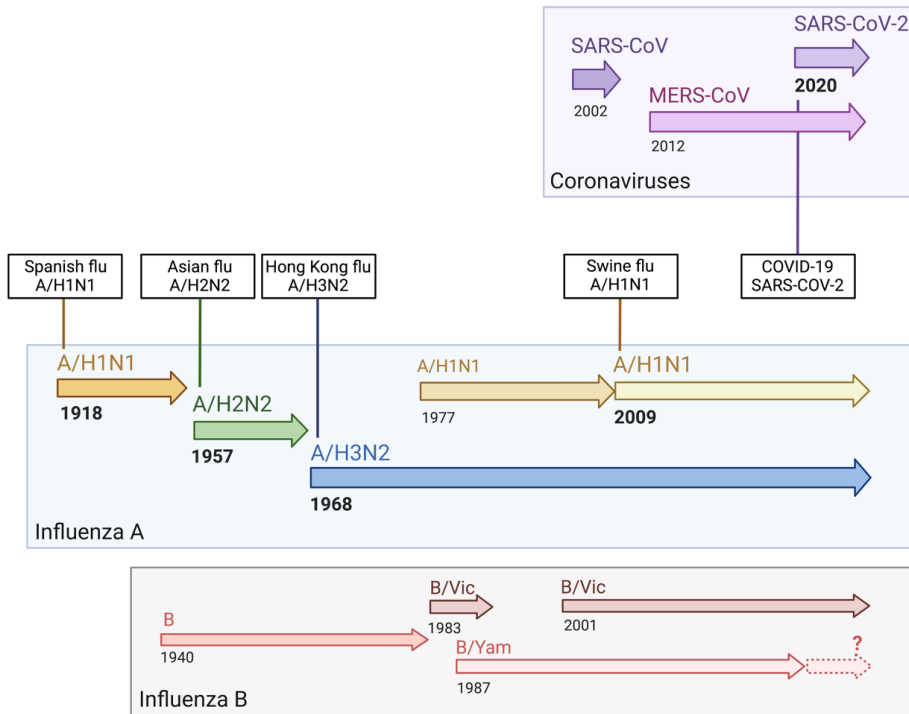 SARS-CoV-2
SARS-CoV
2020
2002
MERS-CoV
2012
Coronaviruses
Spanish flu
A/H1N1
Asian flu
A/H2N2
Hong Kong flu
A/H3N2
Swine flu
A/H1N1
COVID-19
SARS-COV-2
A/H1N1
1918
A/H2N2
1957
A/H3N2
1968
A/H1N1
1977
A/H1N1
2009
Influenza A
B
1940
B/Vic
1983
B/Vic
2001
B/Yam
1987
?
Influenza B